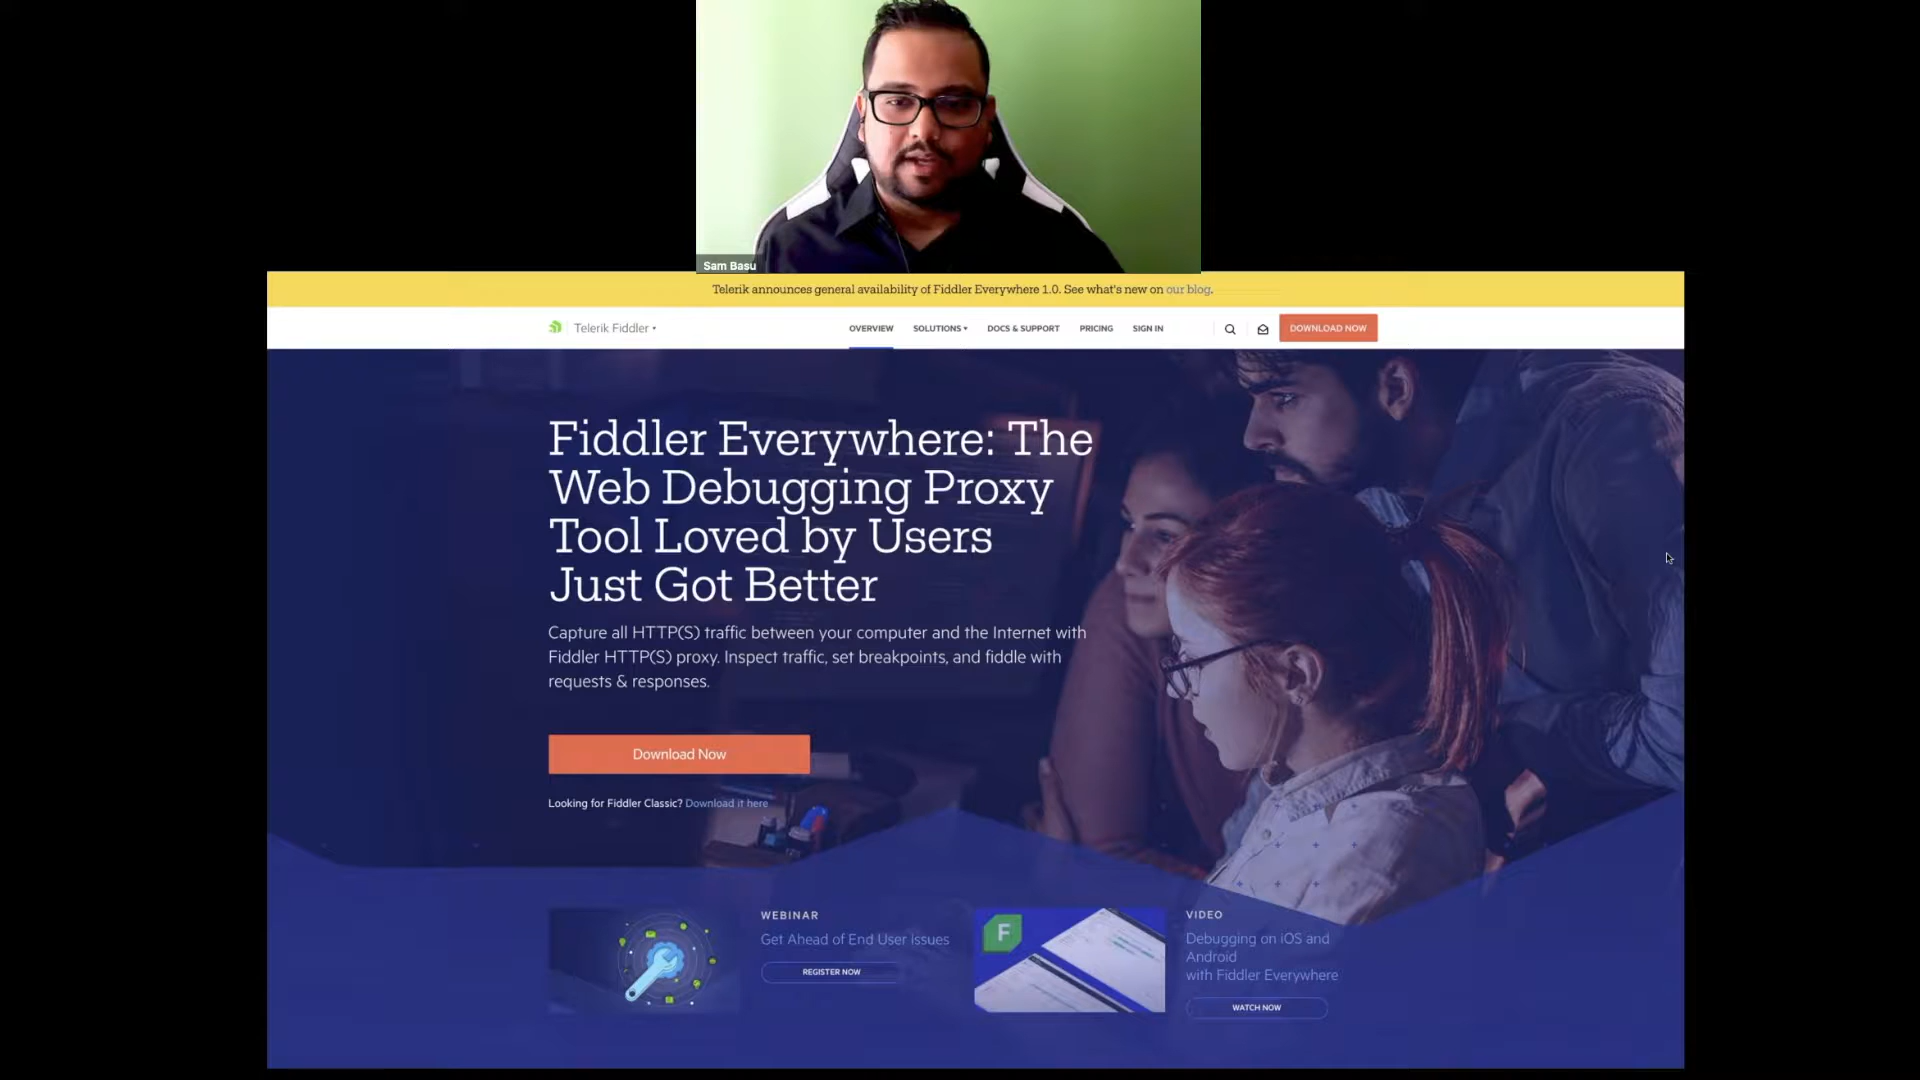 Sam Basu
Telerik announces general availability of Fiddler Everywhere 1.0. See what's new on our blog.
Telerik Fiddler
OVERVIEW
SOLUTIONS
DOCS & SUPPORT
PRICING
SIGN IN
DOWNLOAD NOW
Fiddler Everywhere: The
Web Debugging Proxy
Tool Loved by Users
Just Got Better
Capture all HTTP(S) traffic between your computer and the Internet with
Fiddler HTTP(S) proxy. Inspect traffic, set breakpoints, and fiddle with
requests & responses.
Download Now
Looking for Fiddler Classic? Download it here
WEBINAR
Get Ahead of End User Issues
REGISTER NOW
F
VIDEO
Debugging on iOS and
Android
with Fiddler Everywhere
WATCH NOW